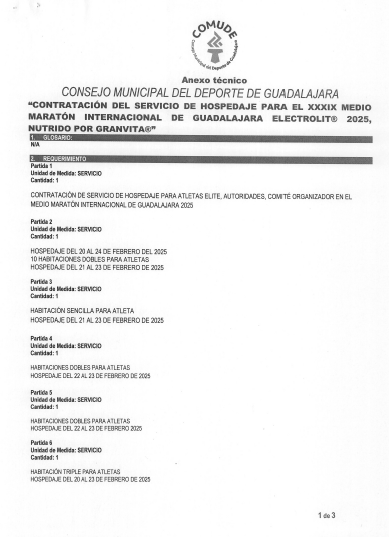 COMUDE
Consejo Municipal del Deporte de Guadalajara
Anexo técnico
CONSEJO MUNICIPAL DEL DEPORTE DE GUADALAJARA
"CONTRATACIÓN DEL SERVICIO DE HOSPEDAJE PARA EL XXXIX MEDIO
MARATÓN INTERNACIONAL DE GUADALAJARA ELECTROLIT® 2025,
NUTRIDO POR GRANVITA®"
1. GLOSARIO:
N/A
2. REQUERIMIENTO
Partida 1
Unidad de Medida: SERVICIO
Cantidad: 1
CONTRATACIÓN DE SERVICIO DE HOSPEDAJE PARA ATLETAS ELITE, AUTORIDADES, COMITÉ ORGANIZADOR EN EL
MEDIO MARATÓN INTERNACIONAL DE GUADALAJARA 2025
Partida 2
Unidad de Medida: SERVICIO
Cantidad: 1
HOSPEDAJE DEL 20 AL 24 DE FEBRERO DEL 2025
10 HABITACIONES DOBLES PARA ATLETAS
HOSPEDAJE DEL 21 AL 23 DE FEBRERO DE 2025
Partida 3
Unidad de Medida: SERVICIO
Cantidad: 1
HABITACIÓN SENCILLA PARA ATLETA
HOSPEDAJE DEL 21 AL 23 DE FEBRERO DE 2025
Partida 4
Unidad de Medida: SERVICIO
Cantidad: 1
HABITACIONES DOBLES PARA ATLETAS
HOSPEDAJE DEL 22 AL 23 DE FEBRERO DE 2025
Partida 5
Unidad de Medida: SERVICIO
Cantidad: 1
HABITACIONES DOBLES PARA ATLETAS
HOSPEDAJE DEL 22 AL 23 DE FEBRERO 2025
Partida 6
Unidad de Medida: SERVICIO
Cantidad: 1
HABITACIÓN TRIPLE PARA ATLETAS
HOSPEDAJE DEL 20 AL 23 DE FEBRERO DE 2025
1 de 3